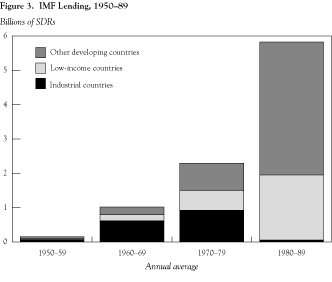 Figure 3. IMF Lending, 1950–89
Billions of SDRs
6
Other developing countries
Low-income countries
Industrial countries
5
4
3
2
1
0
1950–59 1960–69 1970–79 1980–89
Annual average